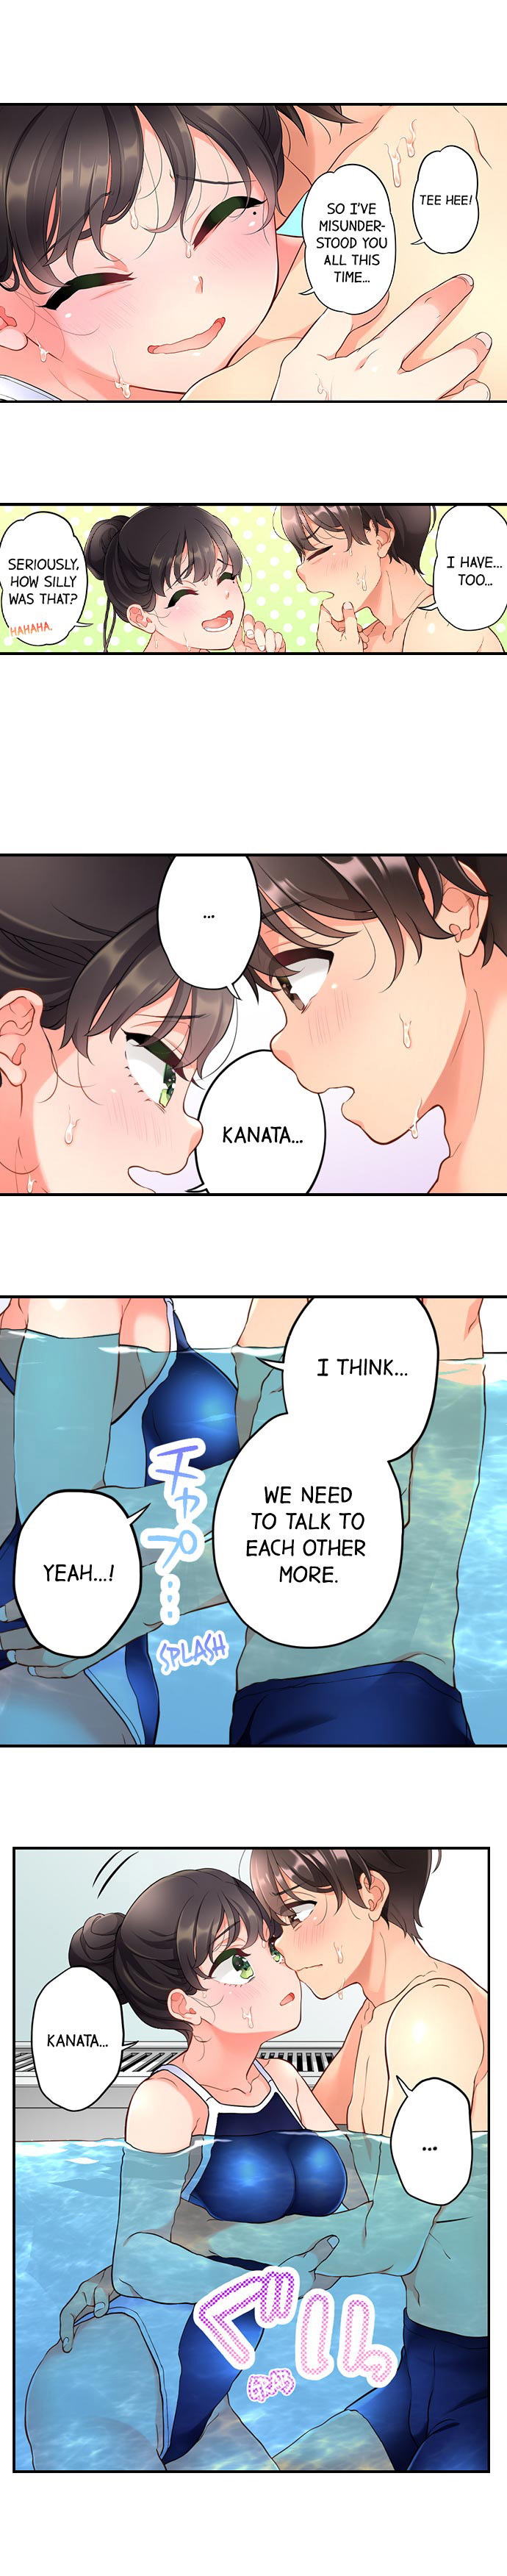 TEE HEE!
SO I'VE
MISUNDER-
STOOD YOU
ALL THIS
TIME...
I HAVE...
TOO...
SERIOUSLY,
HOW SILLY
WAS THAT?
HAHAHA.
...
KANATA...
I THINK...
WE NEED
TO TALK TO
EACH OTHER
MORE.
YEAH...!
チャプ…
SPLASH
KANATA...
...
ぐいっ